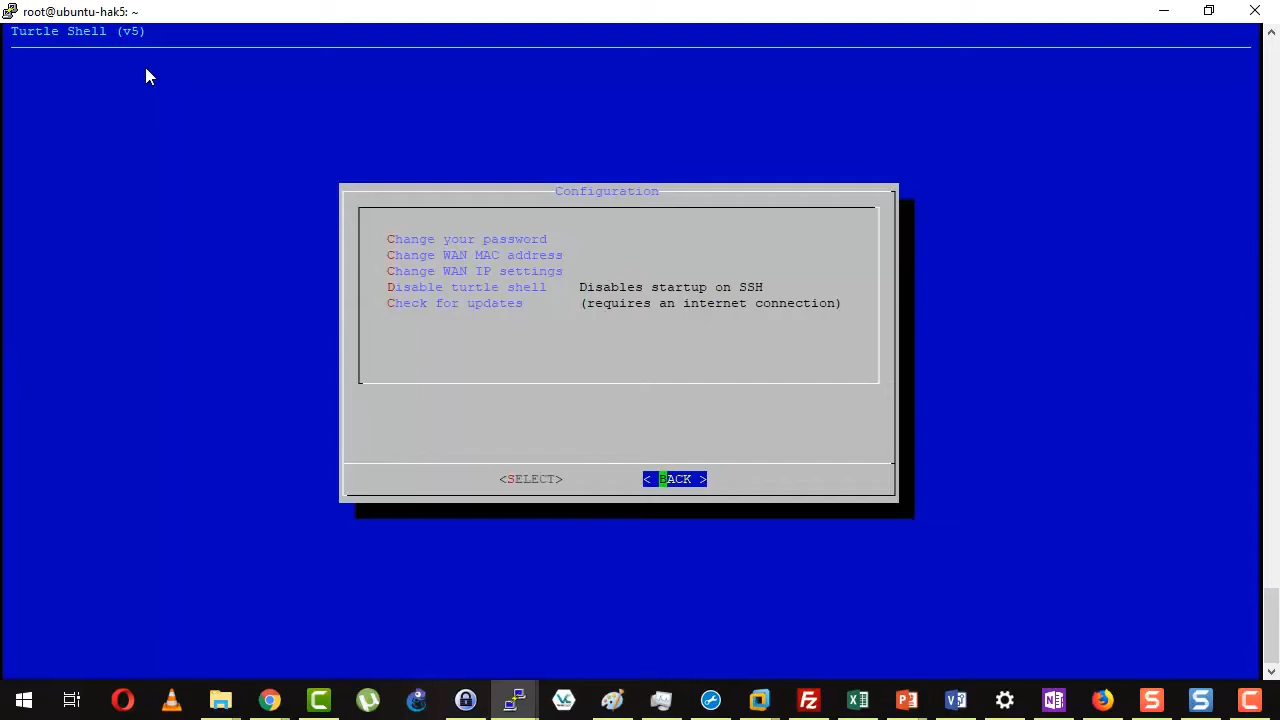 root@ubuntu-hak5: ~
Turtle Shell (v5)
Configuration
Change your password
Change WAN MAC address
Change WAN IP settings
Disable turtle shell Disables startup on SSH
Check for updates (requires an internet connection)
<SELECT> < BACK >